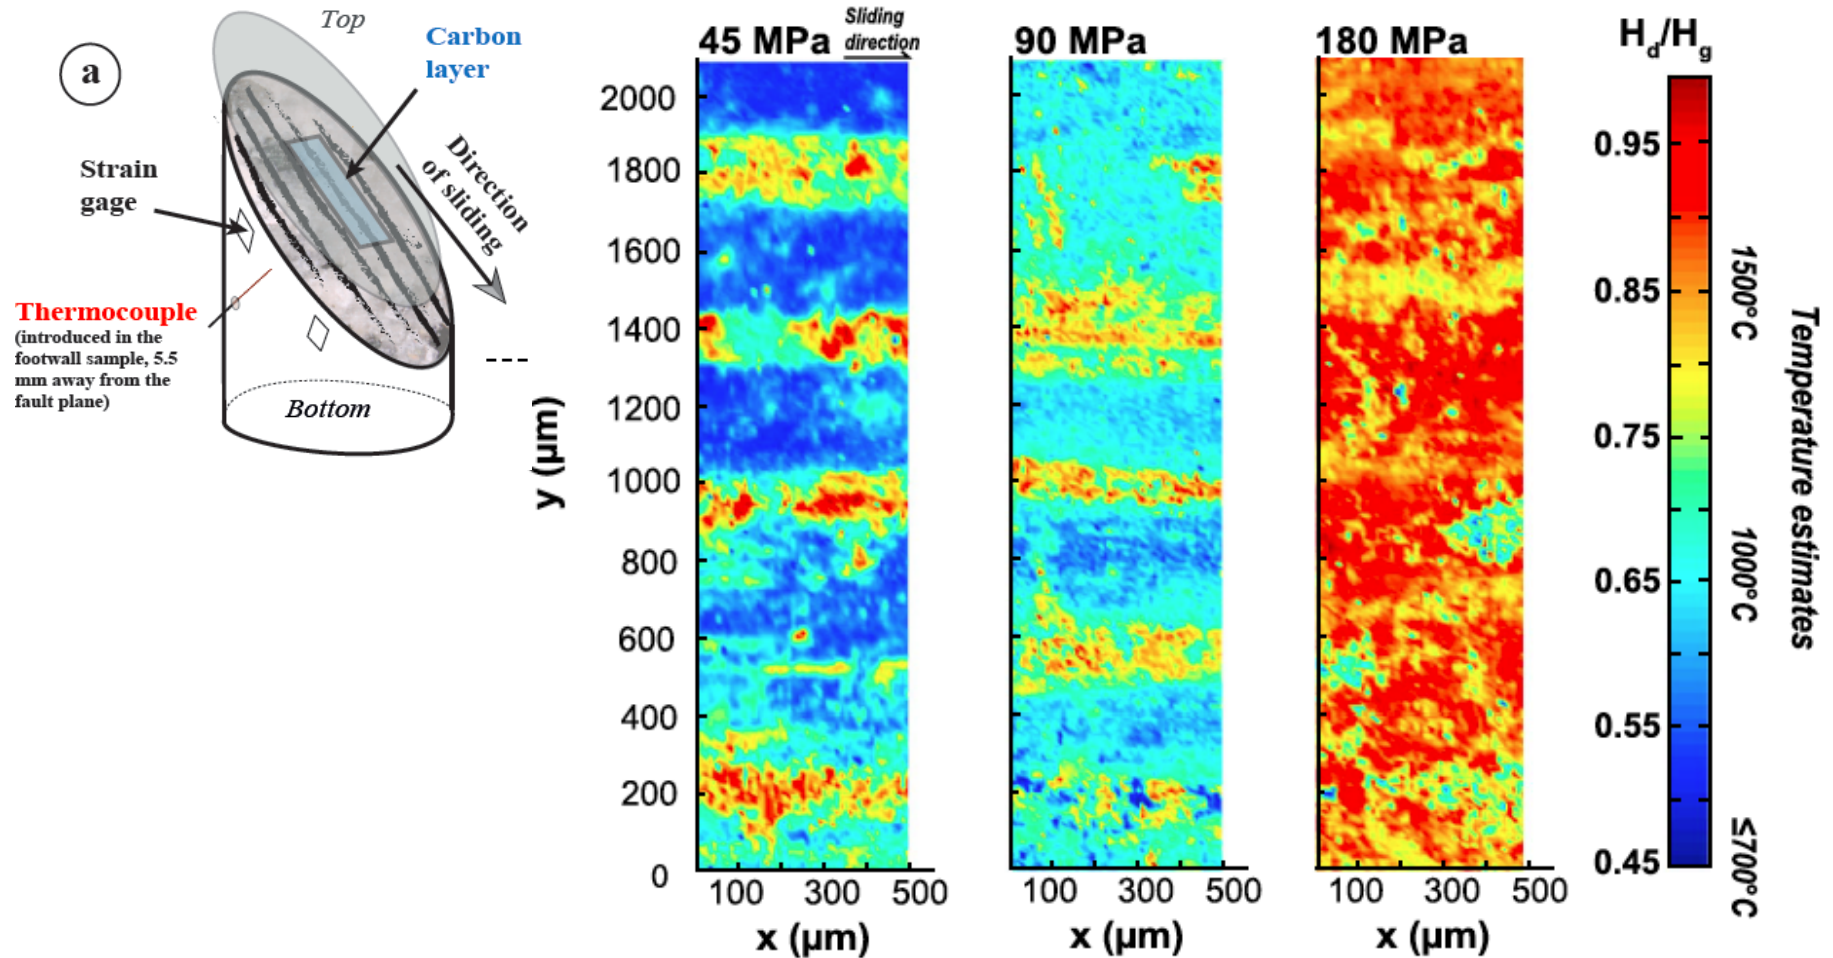 a
Top
Carbon
layer
Strain
gage
Direction
of sliding
Thermocouple
(introduced in the
footwall sample, 5.5
mm away from the
fault plane)
Bottom
45 MPa
Sliding
direction
90 MPa
180 MPa
y (µm)
2000
1800
1600
1400
1200
1000
800
600
400
200
0
100 300 500
x (µm)
100 300 500
x (µm)
100 300 500
x (µm)
Hd/Hg
0.95
0.85
0.75
0.65
0.55
0.45
1500°C
1000°C
≤700°C
Temperature estimates